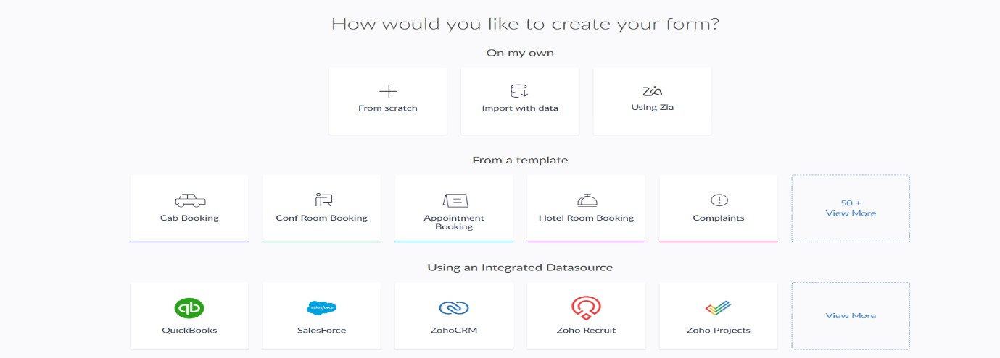 How would you like to create your form?
On my own
From scratch
Import with data
Zia
Using Zia
From a template
Cab Booking
Conf Room Booking
Appointment
Booking
Hotel Room Booking
Complaints
50 +
View More
Using an Integrated Datasource
qb
QuickBooks
salesforce
SalesForce
ZohoCRM
Zoho Recruit
Zoho Projects
View More